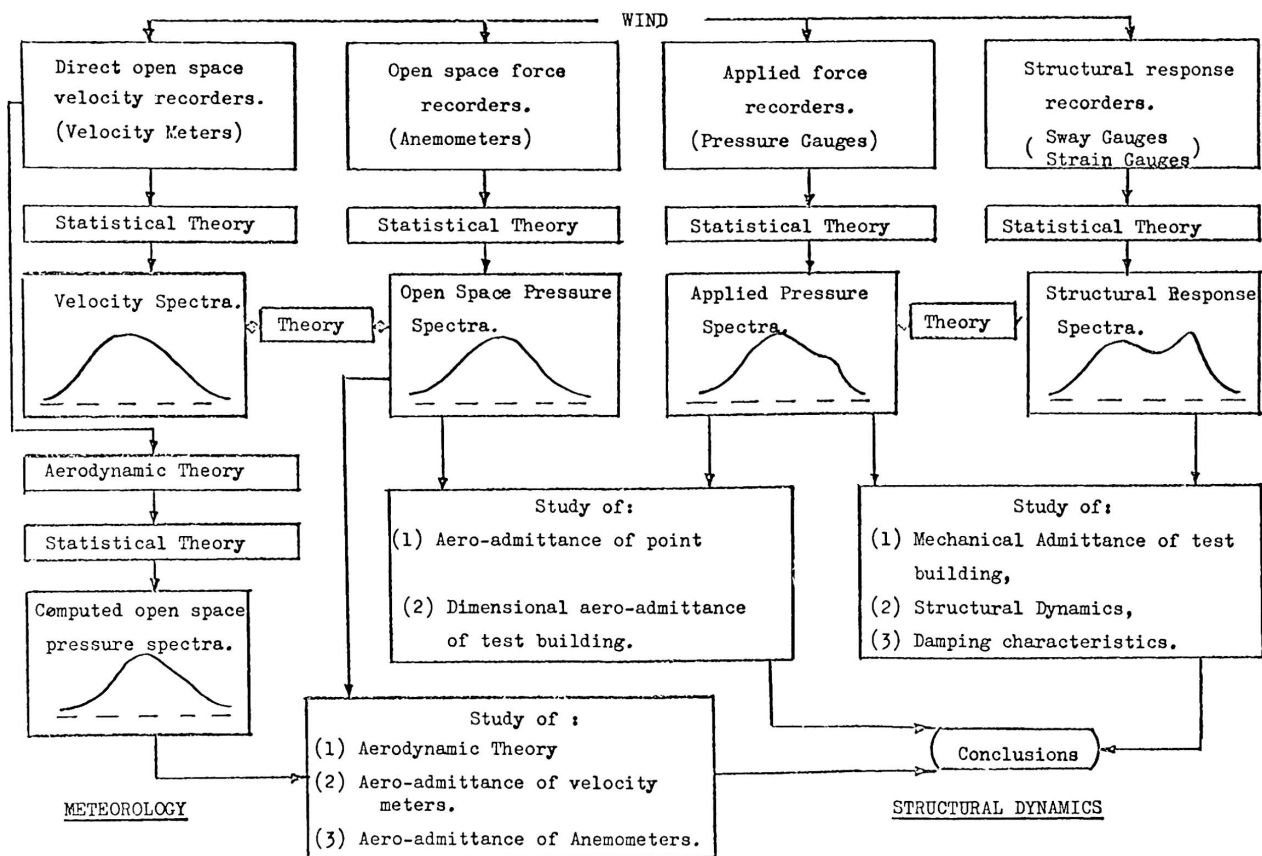 WIND
Direct open space
velocity recorders.
(Velocity Meters)
Open space force
recorders.
(Anemometers)
Applied force
recorders.
(Pressure Gauges)
Structural response
recorders.
( Sway Gauges
Strain Gauges)
Statistical Theory
Statistical Theory
Statistical Theory
Statistical Theory
Velocity Spectra.
Theory
Open Space Pressure
Spectra.
Applied Pressure
Spectra.
Theory
Structural Response
Spectra.
Aerodynamic Theory
Statistical Theory
Computed open space
pressure spectra.
Study of:
(1) Aero-admittance of point
(2) Dimensional aero-admittance
of test building.
Study of:
(1) Mechanical Admittance of test
building,
(2) Structural Dynamics,
(3) Damping characteristics.
Study of :
(1) Aerodynamic Theory
(2) Aero-admittance of velocity
meters.
(3) Aero-admittance of Anemometers.
Conclusions
METEOROLOGY
STRUCTURAL DYNAMICS